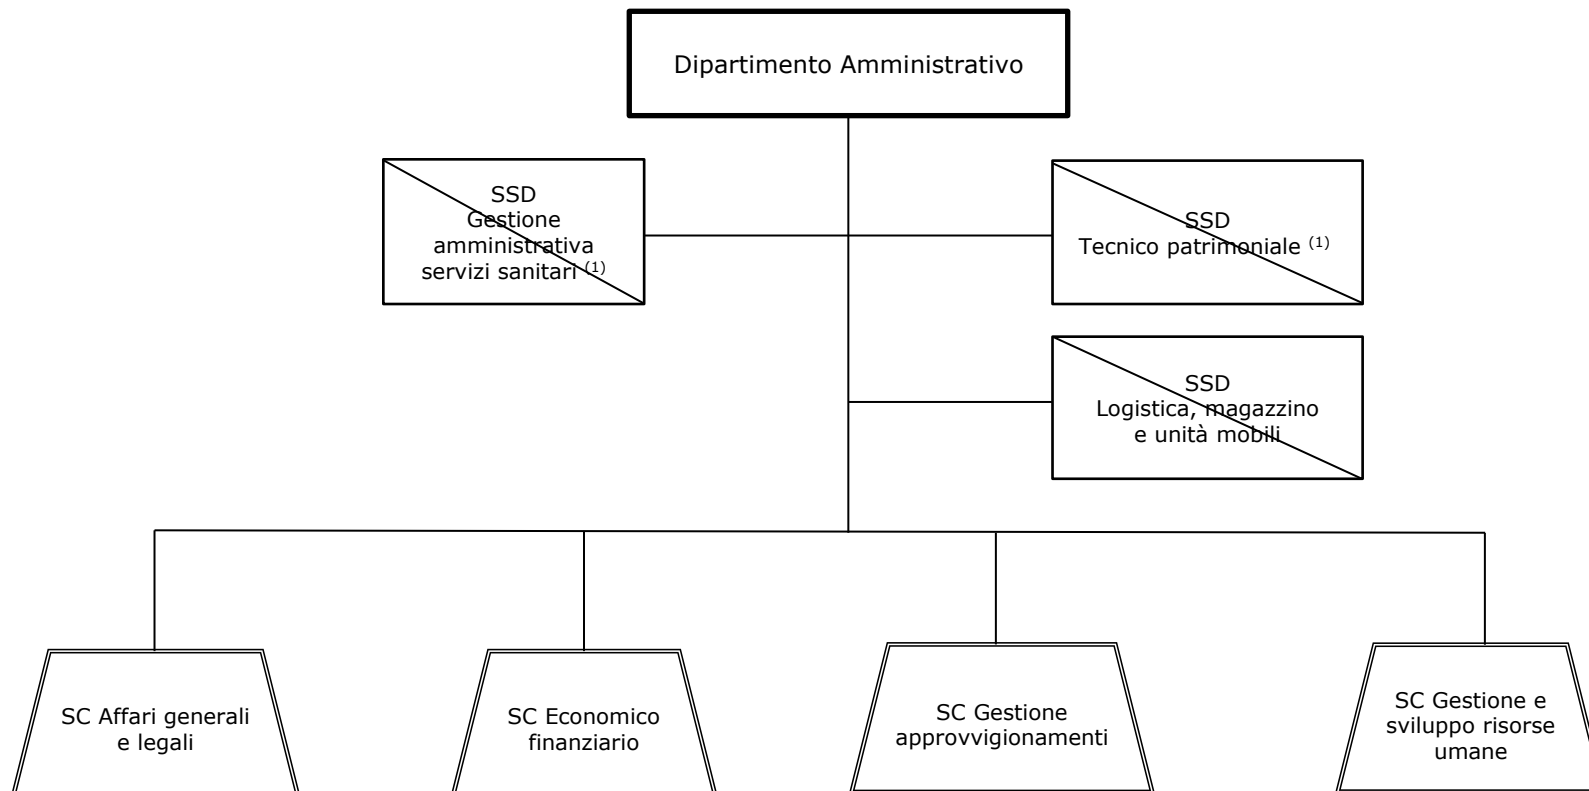 Dipartimento Amministrativo
SSD
Gestione
amministrativa
servizi sanitari (1)
SSD
Tecnico patrimoniale (1)
SSD
Logistica, magazzino
e unità mobili
SC Affari generali
e legali
SC Economico
finanziario
SC Gestione
approvvigionamenti
SC Gestione e
sviluppo risorse
umane